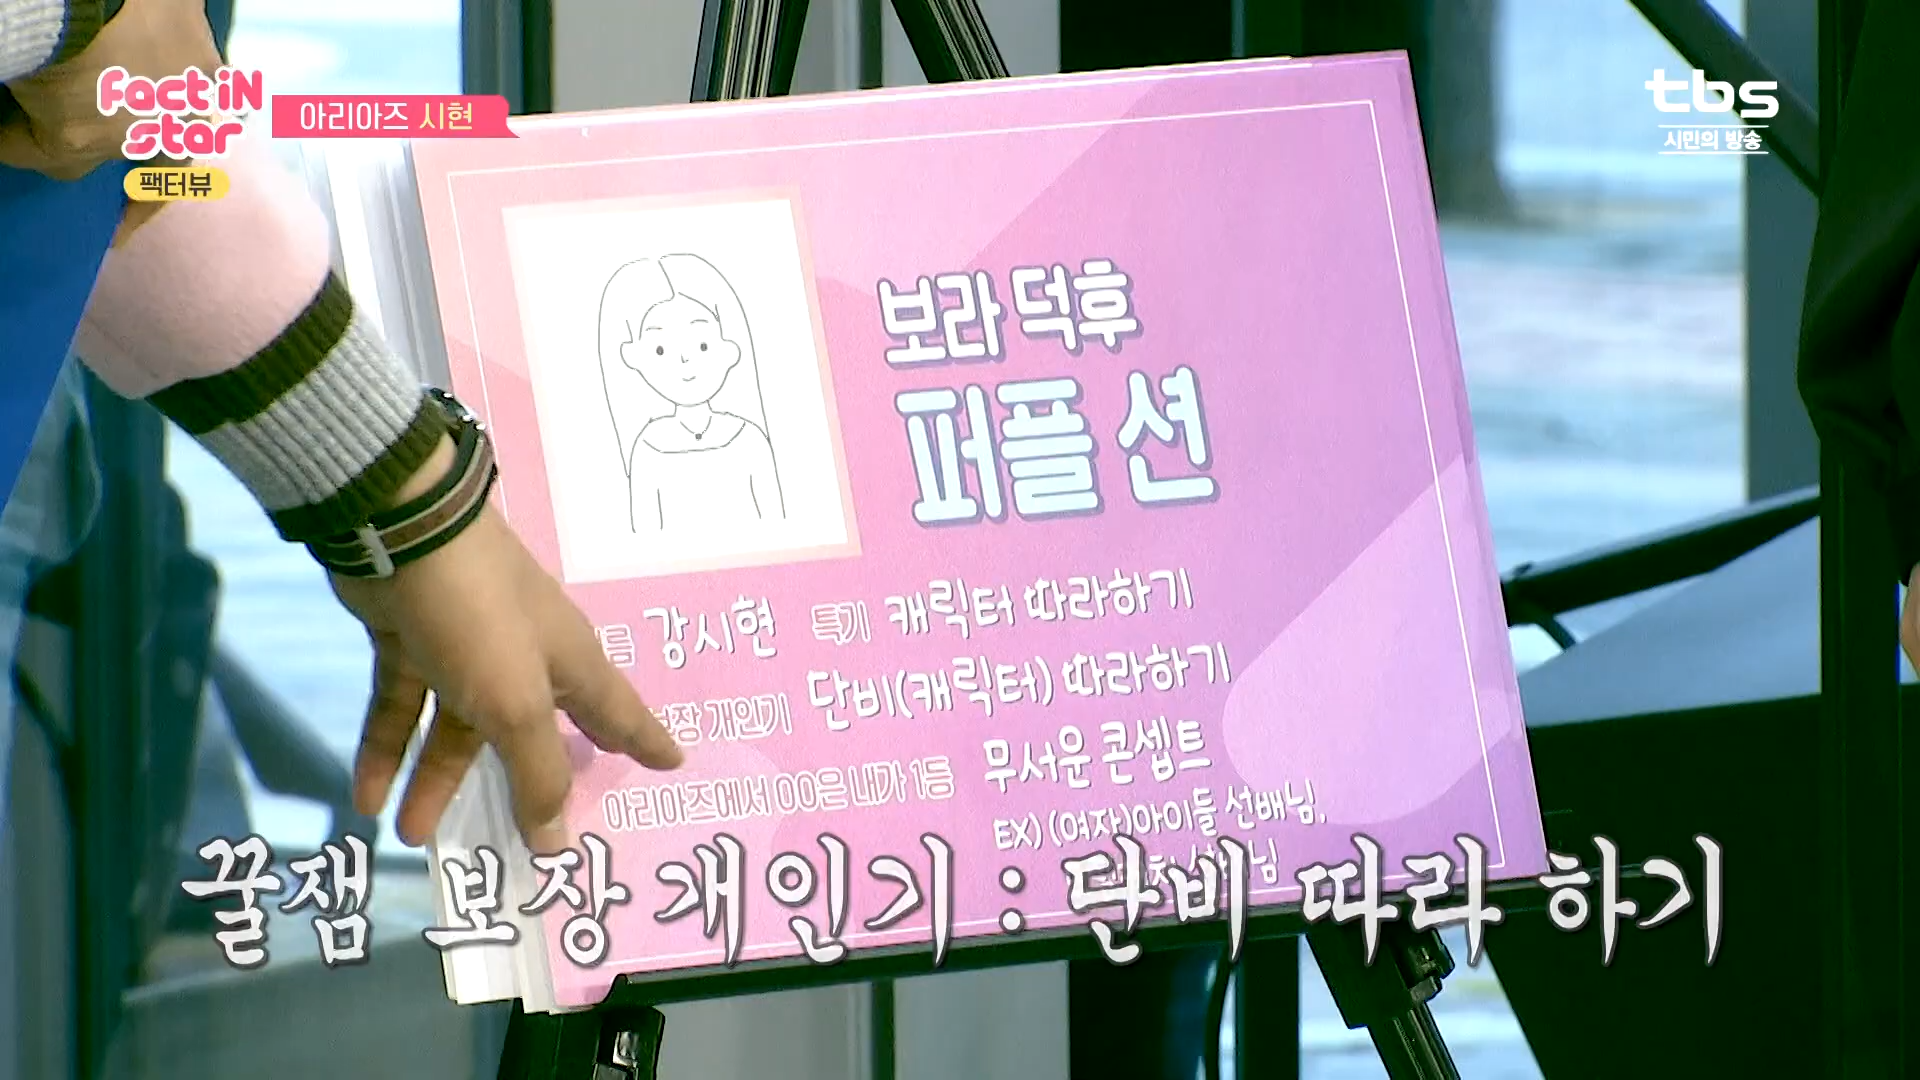 Fact iN star
팩터뷰
아리아즈 시현
tbs
시민의 방송
보라 덕후
퍼플 션
강시현 특기 캐릭터 따라하기
개인기 단비(캐릭터) 따라하기
아리아즈에서 OO은 내가 1등 무서운 콘셉트
EX) (여자)아이들 선배님,
꿀잼 보장 개인기 : 단비 따라 하기